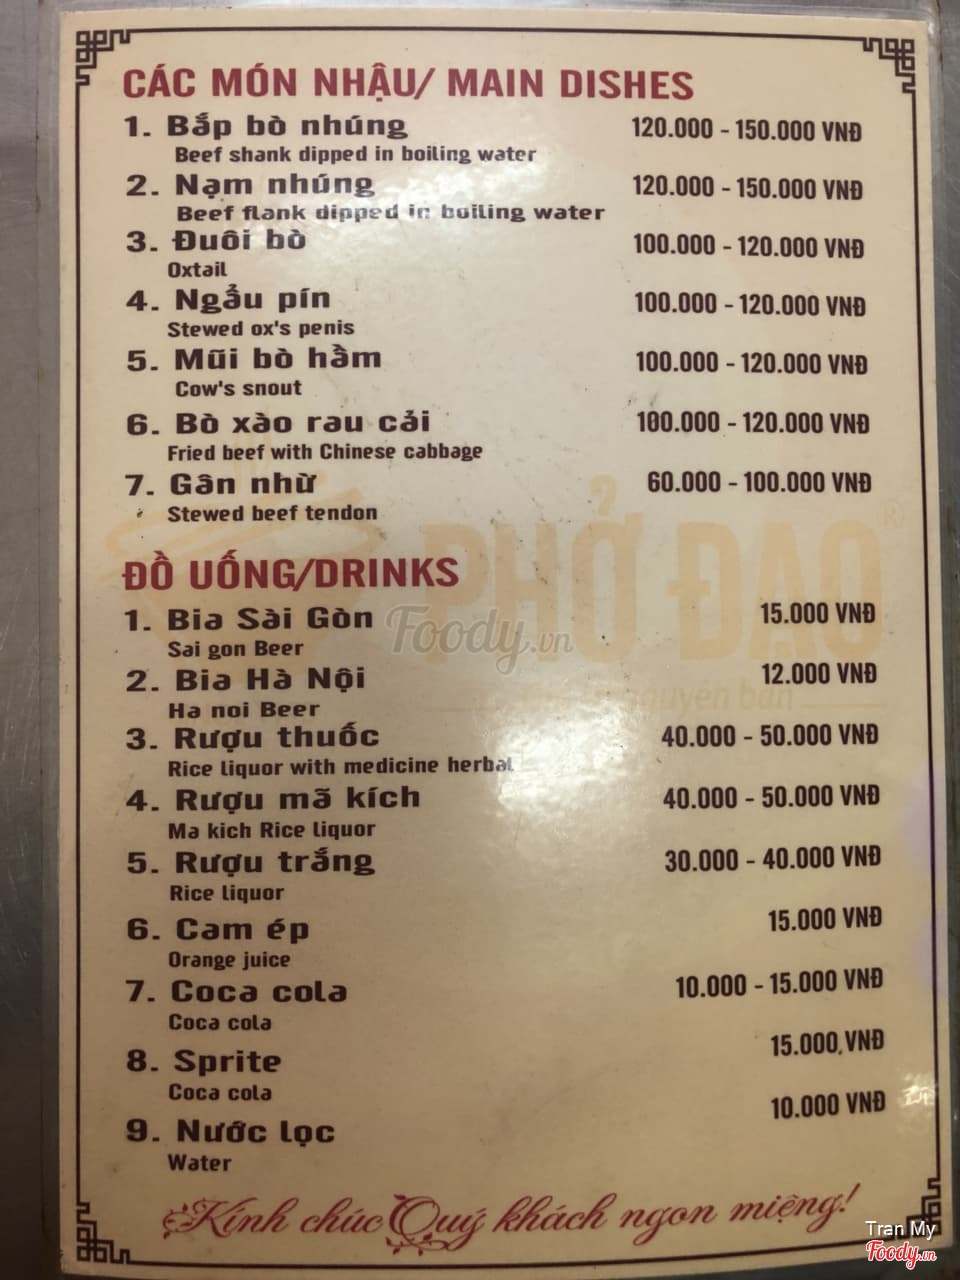 CÁC MÓN NHẬU/ MAIN DISHES
1. Bắp bò nhúng 120.000 - 150.000 VNĐ
Beef shank dipped in boiling water
2. Nạm nhúng 120.000 - 150.000 VNĐ
Beef flank dipped in boiling water
3. Đuôi bò 100.000 - 120.000 VNĐ
Oxtail
4. Ngẩu pín 100.000 - 120.000 VNĐ
Stewed ox's penis
5. Mũi bò hầm 100.000 - 120.000 VNĐ
Cow's snout
6. Bò xào rau cải 100.000 - 120.000 VNĐ
Fried beef with Chinese cabbage
7. Gân nhừ 60.000 - 100.000 VNĐ
Stewed beef tendon
PHỞ ĐẠO®
nguyên bản
ĐỒ UỐNG/DRINKS
1. Bia Sài Gòn 15.000 VNĐ
Sai gon Beer
Foody.vn
2. Bia Hà Nội 12.000 VNĐ
Ha noi Beer
3. Rượu thuốc 40.000 - 50.000 VNĐ
Rice liquor with medicine herbal
4. Rượu mã kích 40.000 - 50.000 VNĐ
Ma kich Rice liquor
5. Rượu trắng 30.000 - 40.000 VNĐ
Rice liquor
6. Cam ép 15.000 VNĐ
Orange juice
7. Coca cola 10.000 - 15.000 VNĐ
Coca cola
8. Sprite 15.000 VNĐ
Coca cola
9. Nước lọc 10.000 VNĐ
Water
Kính chúc Quý khách ngon miệng!
Tran My
Foody.vn